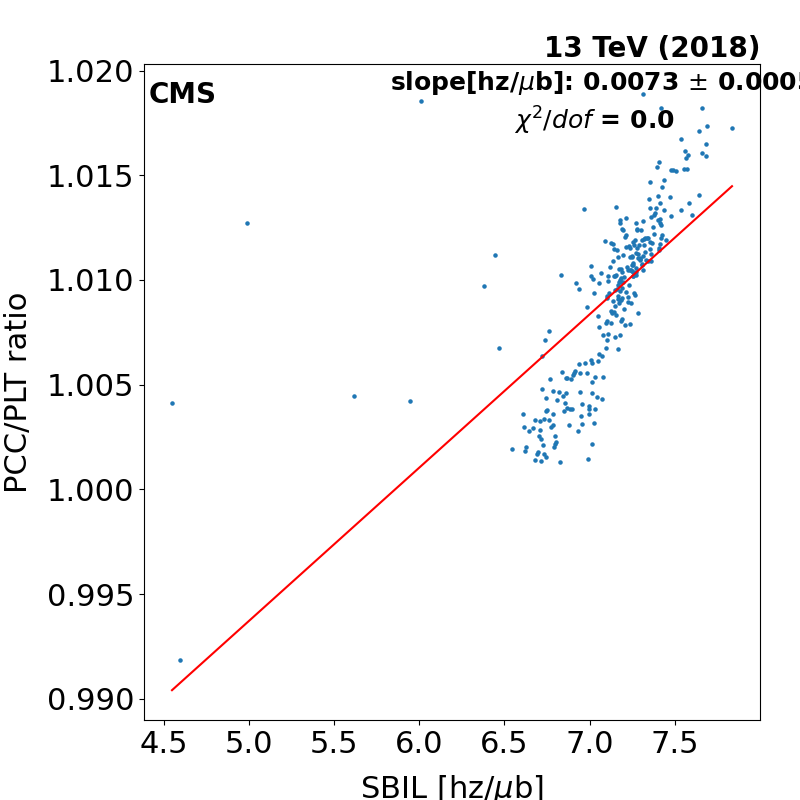 13 TeV (2018)
CMS
slope[hz/μb]: 0.0073 ± 0.0005
χ²/dof = 0.0
1.020
1.015
1.010
1.005
1.000
0.995
0.990
PCC/PLT ratio
4.5 5.0 5.5 6.0 6.5 7.0 7.5
SBIL [hz/μb]